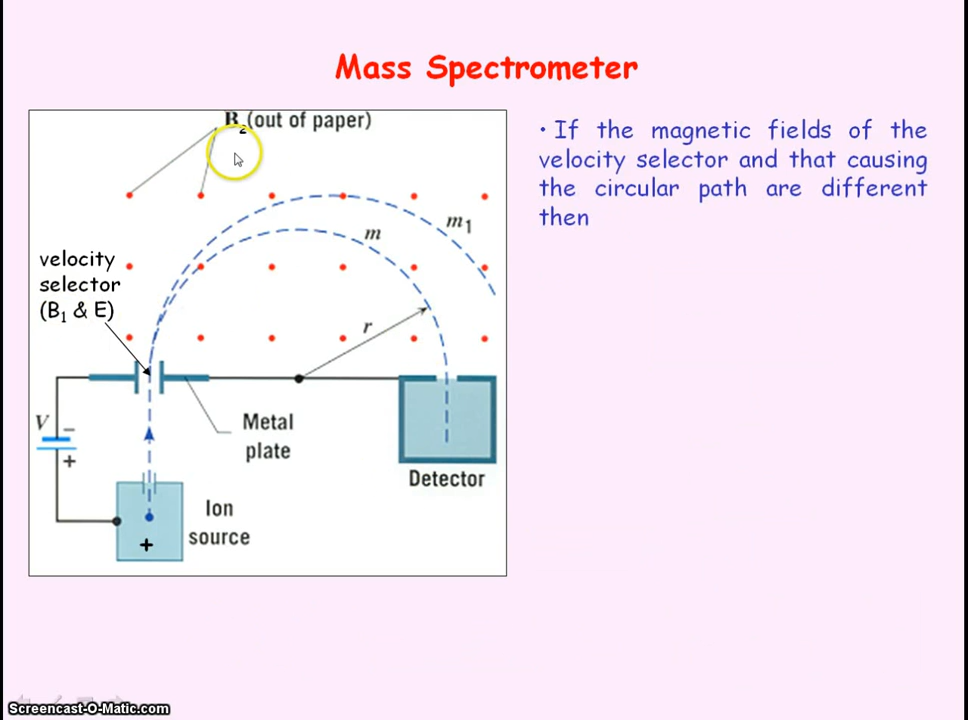 Mass Spectrometer
B2(out of paper)
• If the magnetic fields of the
velocity selector and that causing
the circular path are different
then
m1
m
velocity
selector
(B1 & E)
r
V
−
+
Metal
plate
Detector
Ion
source
+
Screencast-O-Matic.com